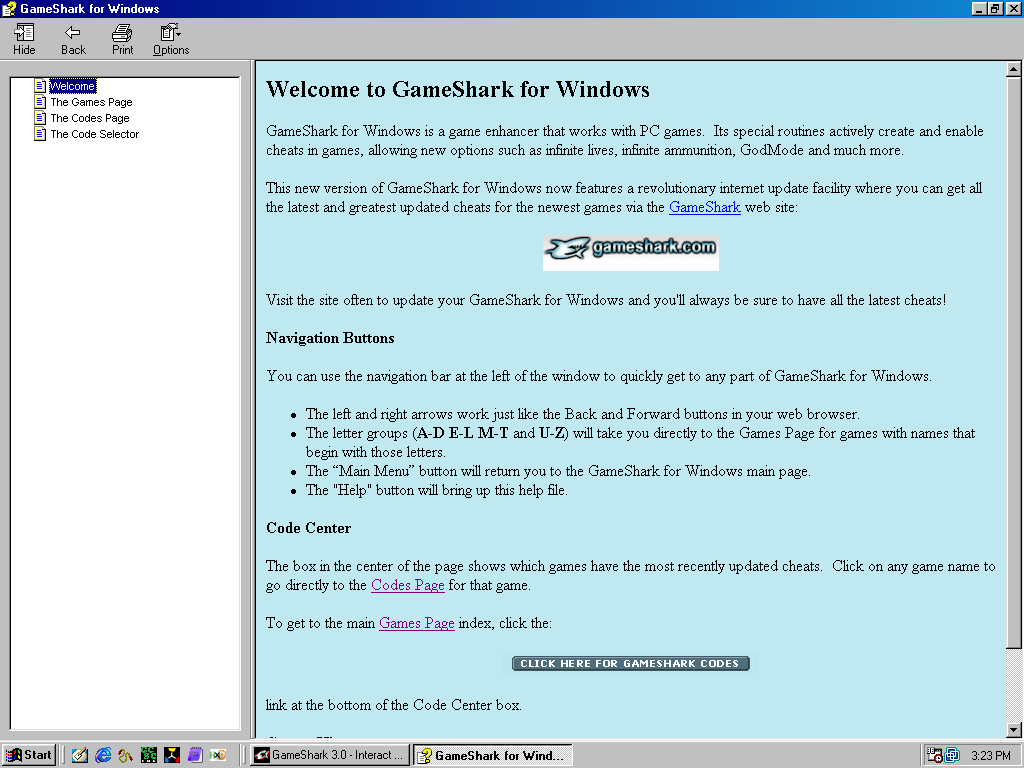 GameShark for Windows
Hide Back Print Options
Welcome
The Games Page
The Codes Page
The Code Selector
Welcome to GameShark for Windows
GameShark for Windows is a game enhancer that works with PC games.  Its special routines actively create and enable
cheats in games, allowing new options such as infinite lives, infinite ammunition, GodMode and much more.
This new version of GameShark for Windows now features a revolutionary internet update facility where you can get all
the latest and greatest updated cheats for the newest games via the GameShark web site:
gameshark.com
Visit the site often to update your GameShark for Windows and you'll always be sure to have all the latest cheats!
Navigation Buttons
You can use the navigation bar at the left of the window to quickly get to any part of GameShark for Windows.
• The left and right arrows work just like the Back and Forward buttons in your web browser.
• The letter groups (A-D E-L M-T and U-Z) will take you directly to the Games Page for games with names that
begin with those letters.
• The “Main Menu” button will return you to the GameShark for Windows main page.
• The "Help" button will bring up this help file.
Code Center
The box in the center of the page shows which games have the most recently updated cheats.  Click on any game name to
go directly to the Codes Page for that game.
To get to the main Games Page index, click the:
CLICK HERE FOR GAMESHARK CODES
link at the bottom of the Code Center box.
Start GameShark 3.0 - Interact ... GameShark for Wind... 3:23 PM